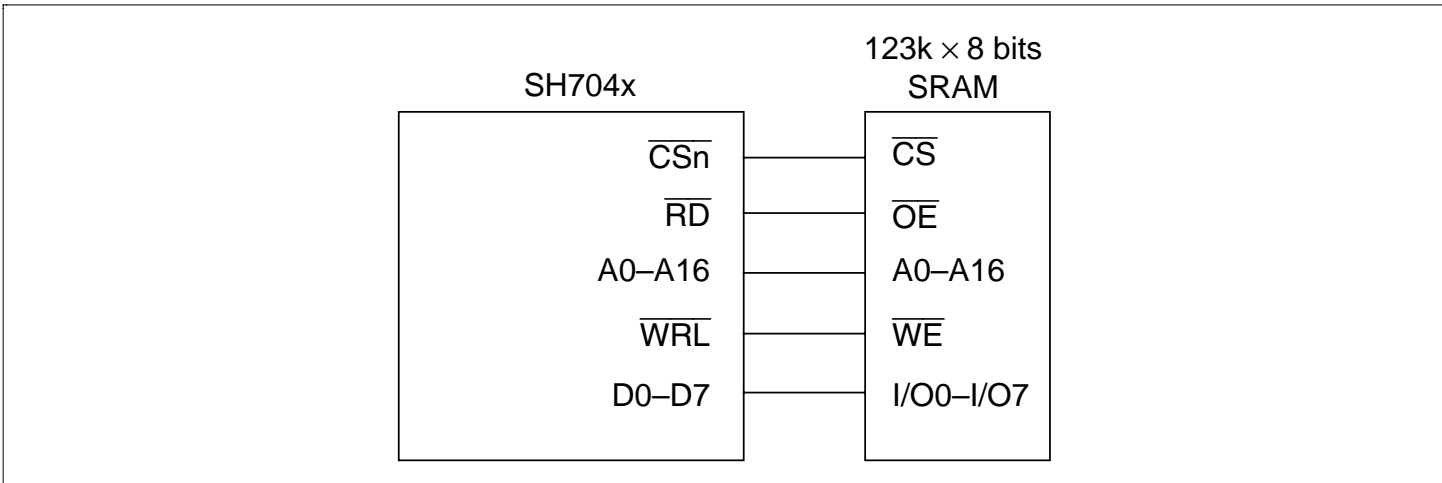 123k × 8 bits
SH704x SRAM
CSn CS
RD OE
A0–A16 A0–A16
WRL WE
D0–D7 I/O0–I/O7